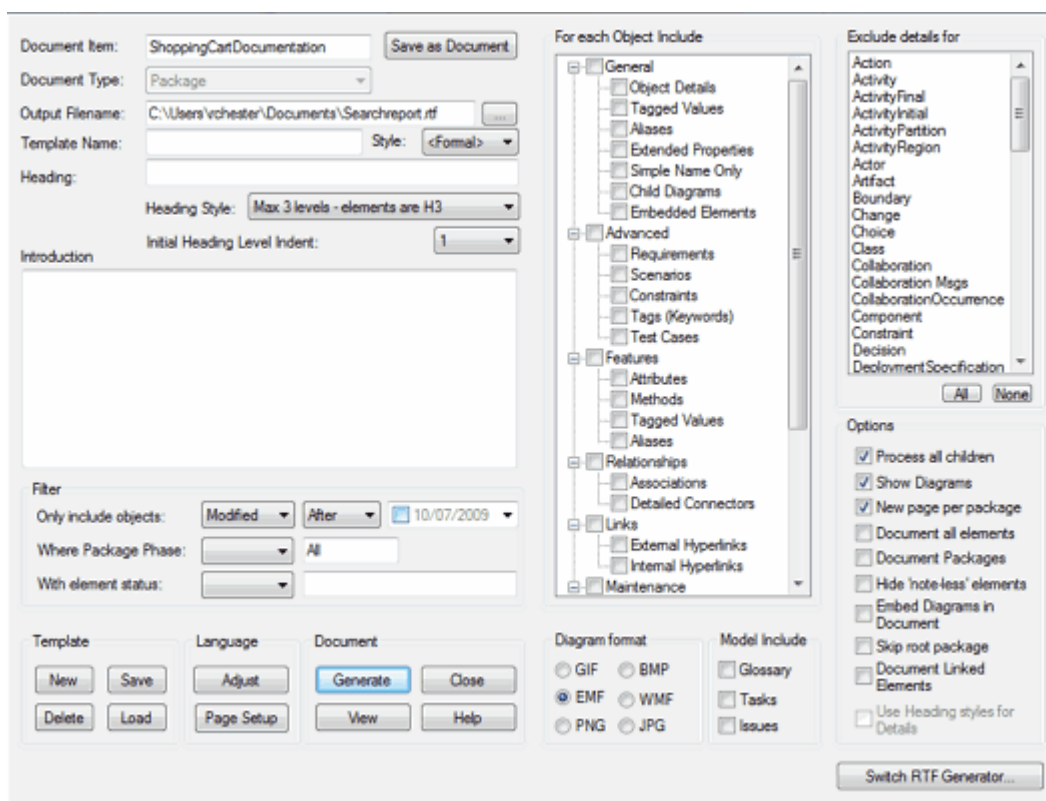 Document Item: ShoppingCartDocumentation Save as Document
Document Type: Package
Output Filename: C:\Users\vchester\Documents\Searchreport.rtf ...
Template Name: Style: <Formal>
Heading:
Heading Style: Max 3 levels - elements are H3
Initial Heading Level Indent: 1
Introduction
Filter
Only include objects: Modified After 10/07/2009
Where Package Phase: All
With element status:
Template
New Save
Delete Load
Language
Adjust
Page Setup
Document
Generate Close
View Help
For each Object Include
General
Object Details
Tagged Values
Aliases
Extended Properties
Simple Name Only
Child Diagrams
Embedded Elements
Advanced
Requirements
Scenarios
Constraints
Tags (Keywords)
Test Cases
Features
Attributes
Methods
Tagged Values
Aliases
Relationships
Associations
Detailed Connectors
Links
External Hyperlinks
Internal Hyperlinks
Maintenance
Diagram format
GIF BMP
EMF WMF
PNG JPG
Model Include
Glossary
Tasks
Issues
Exclude details for
Action
Activity
ActivityFinal
ActivityInitial
ActivityPartition
ActivityRegion
Actor
Artifact
Boundary
Change
Choice
Class
Collaboration
Collaboration Msgs
CollaborationOccurrence
Component
Constraint
Decision
DeploymentSpecification
All None
Options
Process all children
Show Diagrams
New page per package
Document all elements
Document Packages
Hide 'note-less' elements
Embed Diagrams in
Document
Skip root package
Document Linked
Elements
Use Heading styles for
Details
Switch RTF Generator...